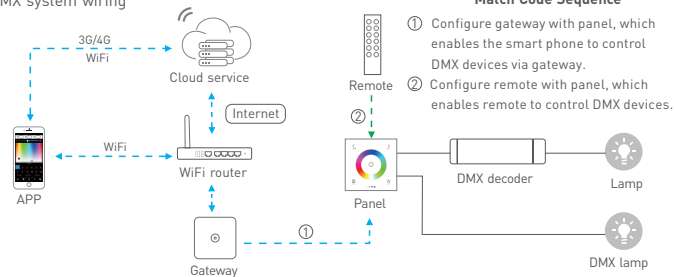 MX system wiring
Match Code Sequence
① Configure gateway with panel, which
enables the smart phone to control
DMX devices via gateway.
② Configure remote with panel, which
enables remote to control DMX devices.
3G/4G
WiFi
Cloud service
Internet
WiFi
APP
WiFi router
Gateway
①
Remote
②
Panel
DMX decoder
Lamp
DMX lamp